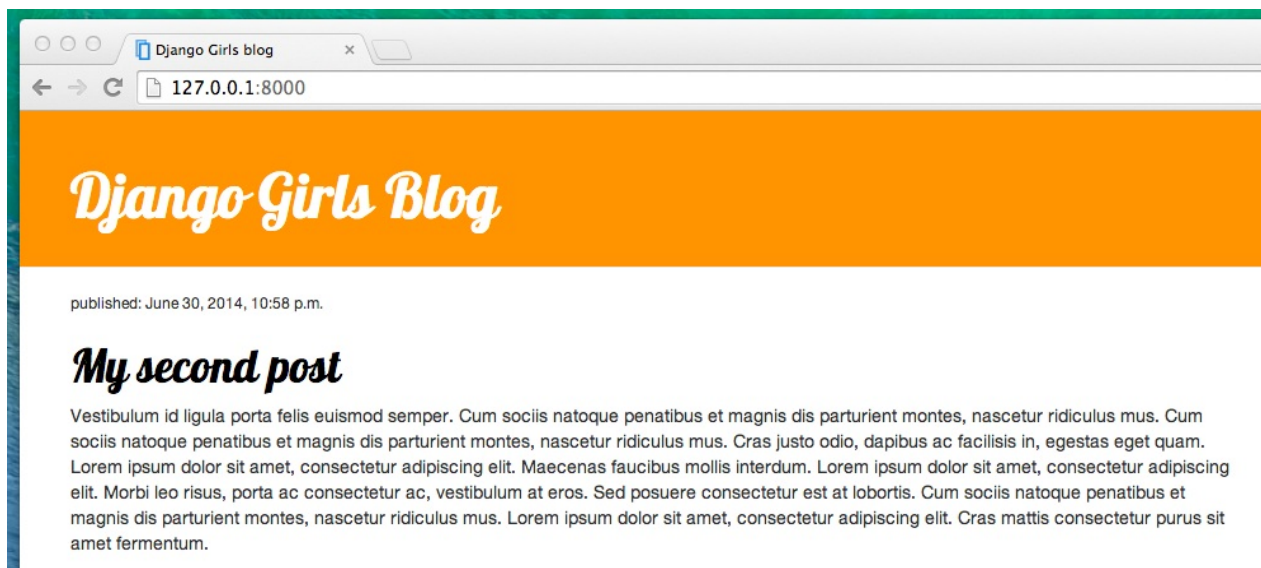 Django Girls blog
127.0.0.1:8000
Django Girls Blog
published: June 30, 2014, 10:58 p.m.
My second post
Vestibulum id ligula porta felis euismod semper. Cum sociis natoque penatibus et magnis dis parturient montes, nascetur ridiculus mus. Cum
sociis natoque penatibus et magnis dis parturient montes, nascetur ridiculus mus. Cras justo odio, dapibus ac facilisis in, egestas eget quam.
Lorem ipsum dolor sit amet, consectetur adipiscing elit. Maecenas faucibus mollis interdum. Lorem ipsum dolor sit amet, consectetur adipiscing
elit. Morbi leo risus, porta ac consectetur ac, vestibulum at eros. Sed posuere consectetur est at lobortis. Cum sociis natoque penatibus et
magnis dis parturient montes, nascetur ridiculus mus. Lorem ipsum dolor sit amet, consectetur adipiscing elit. Cras mattis consectetur purus sit
amet fermentum.